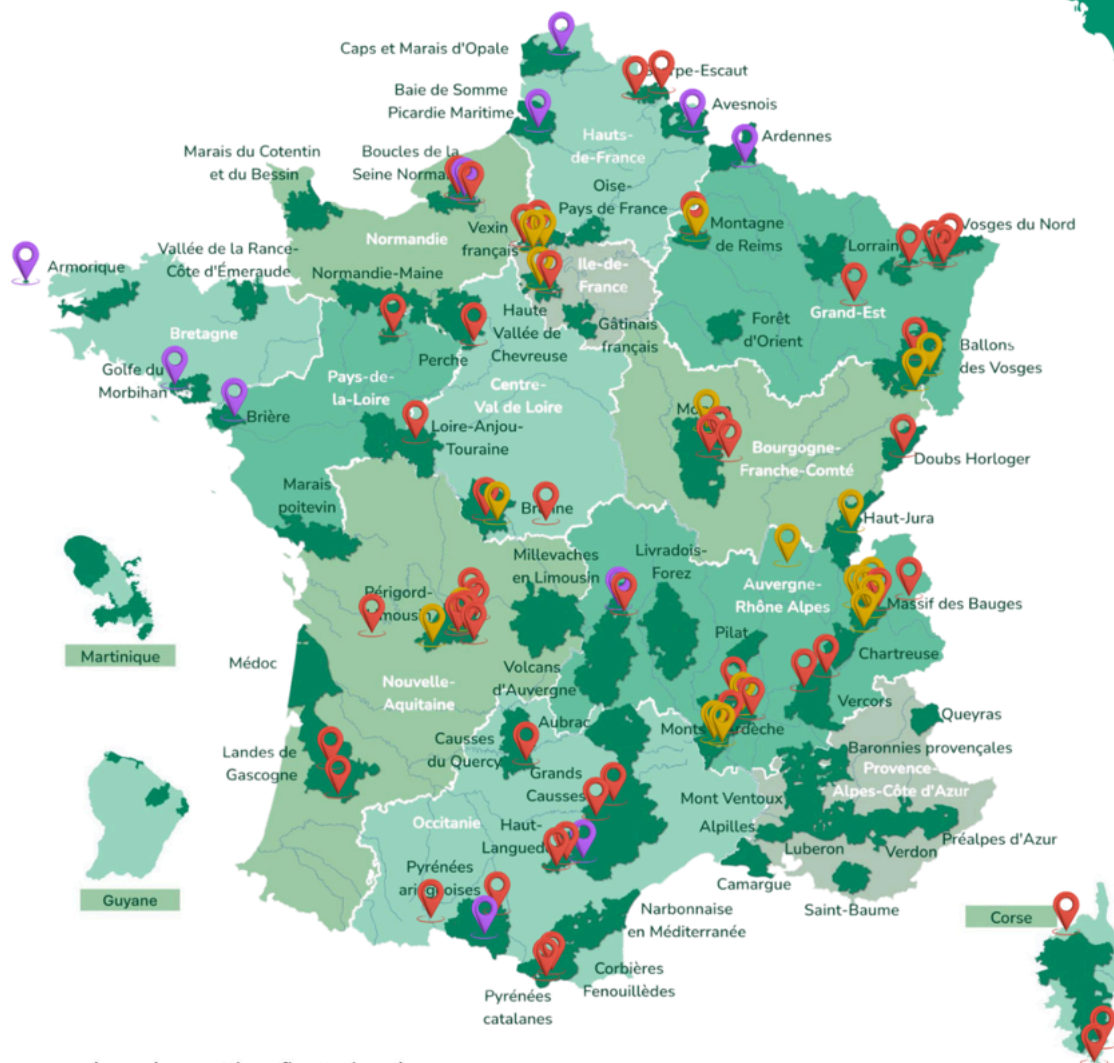 Caps et Marais d'Opale
Scarpe-Escaut
Baie de Somme
Picardie Maritime
Avesnois
Ardennes
Hauts-
de-France
Marais du Cotentin
et du Bessin
Boucles de la
Seine Norman
Oise-
Pays de France
Montagne
de Reims
Vexin
français
Normandie
Ile-de-
France
Lorrain
Vosges du Nord
Armorique
Vallée de la Rance-
Côte d'Émeraude
Normandie-Maine
Haute
Vallée de
Chevreuse
Gâtinais
français
Grand-Est
Forêt
d'Orient
Ballons
des Vosges
Bretagne
Perche
Golfe du
Morbihan
Pays-de-
la-Loire
Centre-
Val de Loire
Brière
Loire-Anjou-
Touraine
Bourgogne-
Franche-Comté
Doubs Horloger
Marais
poitevin
Haut-Jura
Millevaches
en Limousin
Livradois-
Forez
Auvergne-
Rhône Alpes
Massif des Bauges
Périgord-
Limousin
Martinique
Médoc
Pilat
Chartreuse
Volcans
d'Auvergne
Nouvelle-
Aquitaine
Vercors
Queyras
Aubrac
Monts dèche
Landes de
Gascogne
Causses
du Quercy
Baronnies provençales
Grands
Causses
Provence-
Alpes-Côte d'Azur
Mont Ventoux
Occitanie
Haut-
Langued
Alpilles
Préalpes d'Azur
Luberon
Verdon
Pyrénées
ariégeoises
Camargue
Saint-Baume
Guyane
Narbonnaise
en Méditerranée
Corse
Corbières
Fenouillèdes
Pyrénées
catalanes